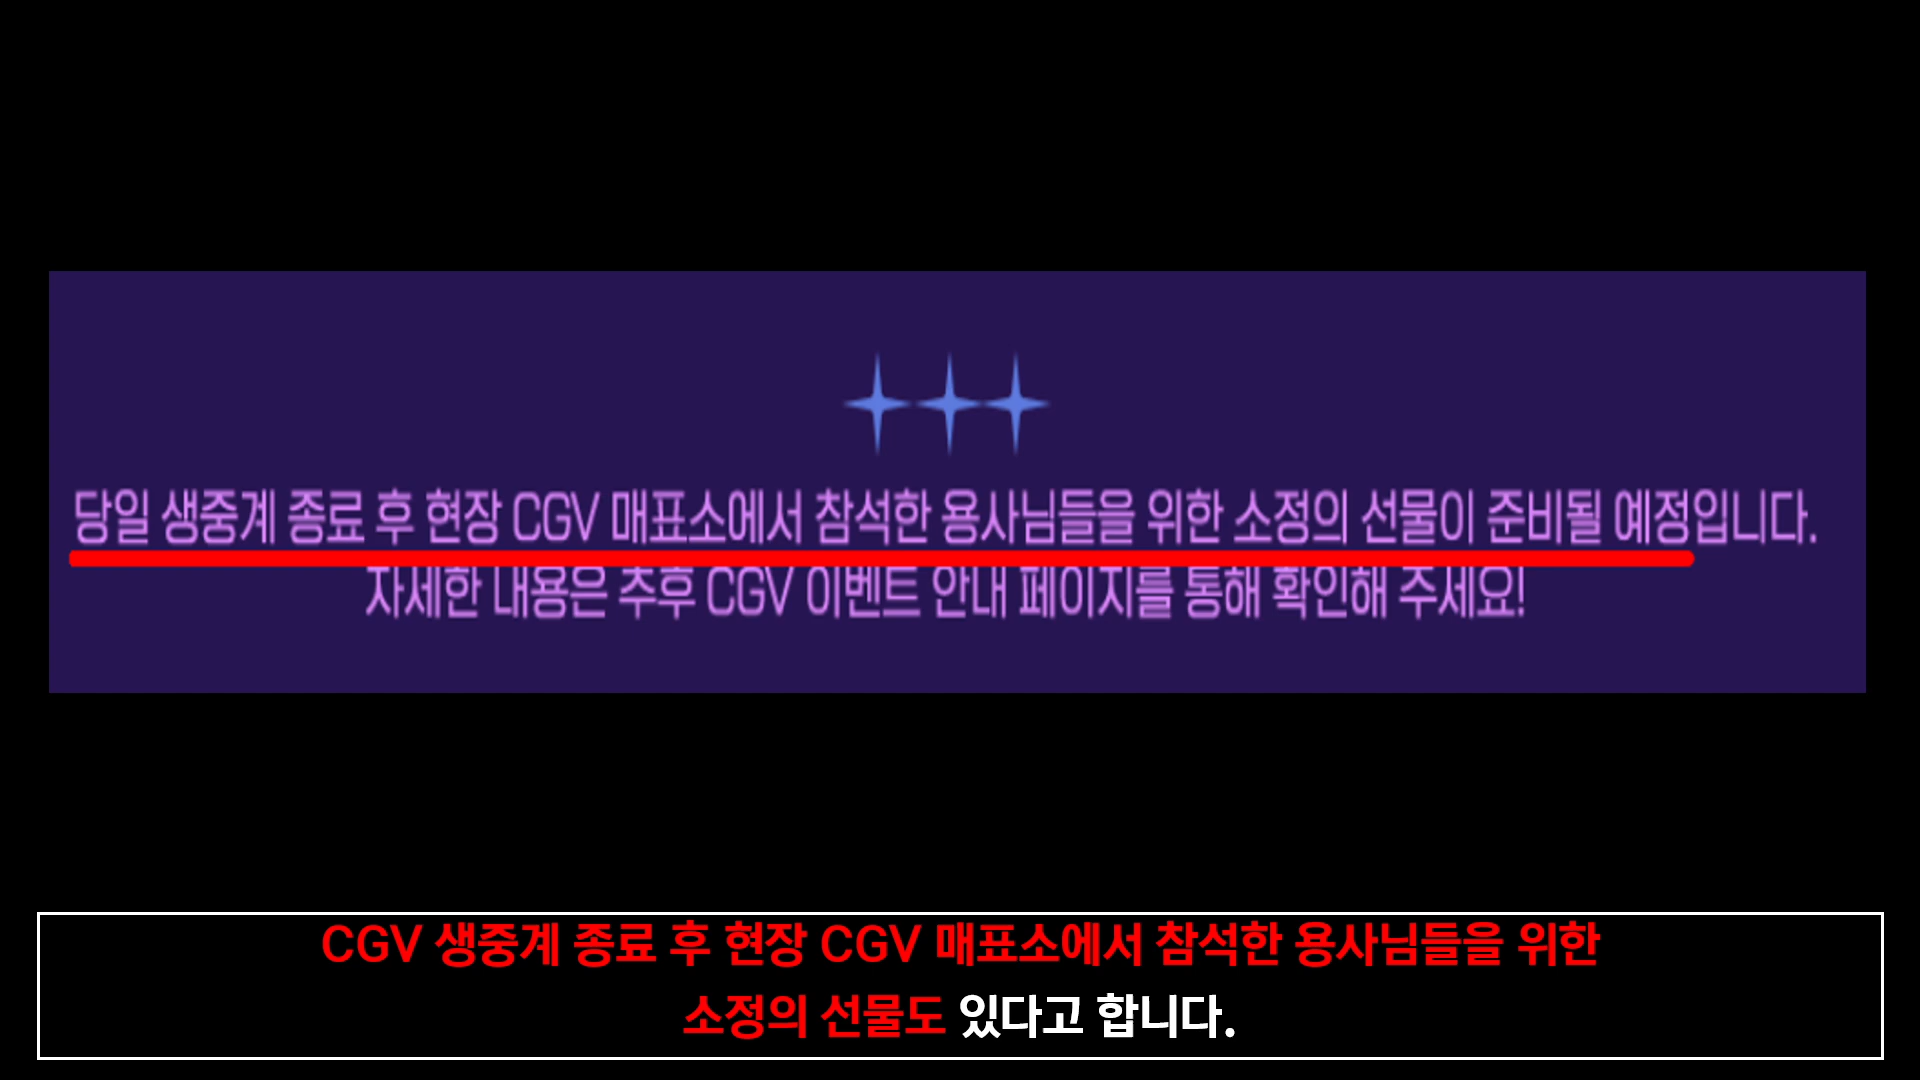 당일 생중계 종료 후 현장 CGV 매표소에서 참석한 용사님들을 위한 소정의 선물이 준비될 예정입니다.
자세한 내용은 추후 CGV 이벤트 안내 페이지를 통해 확인해 주세요!
CGV 생중계 종료 후 현장 CGV 매표소에서 참석한 용사님들을 위한
소정의 선물도 있다고 합니다.